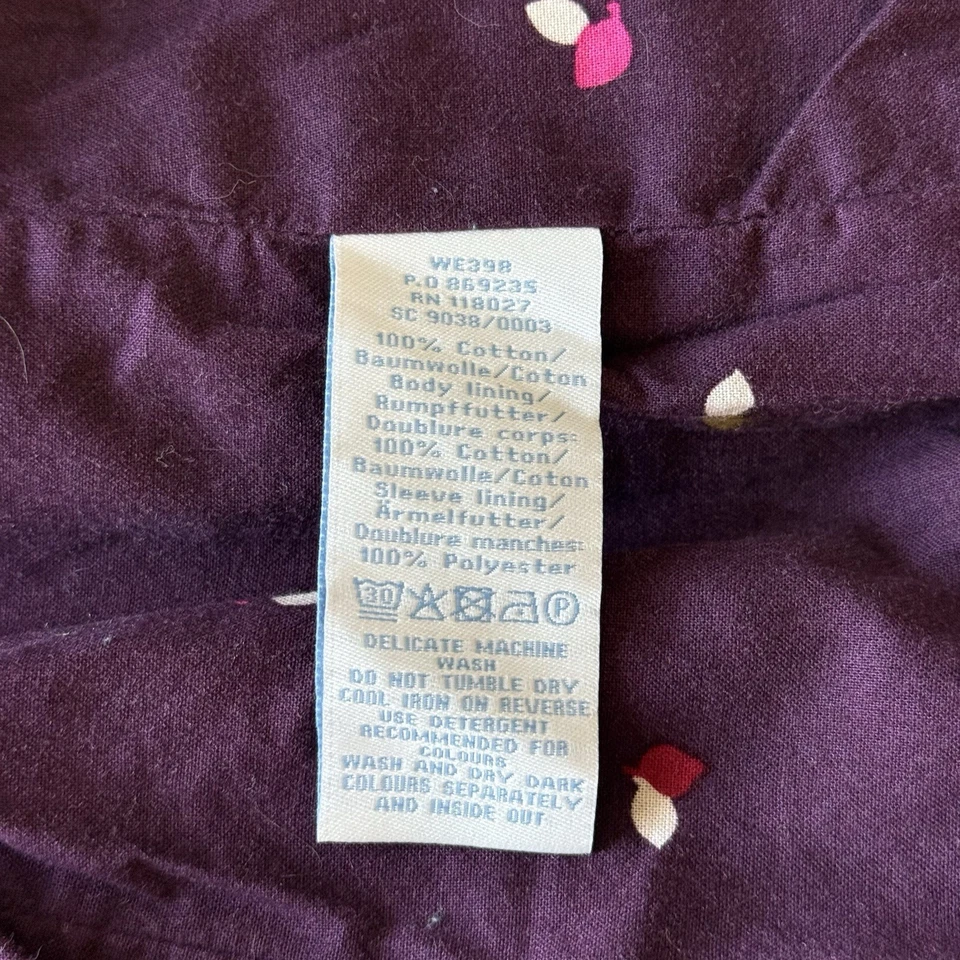 WE398
P.O 869235
RN 118027
SC 9038/0003
100% Cotton/
Baumwolle/Coton
Body lining/
Rumpffutter/
Doublure corps:
100% Cotton/
Baumwolle/Coton
Sleeve lining/
Ärmelfutter/
Doublure manches:
100% Polyester
30 P
DELICATE MACHINE
WASH
DO NOT TUMBLE DRY
COOL IRON ON REVERSE
USE DETERGENT
RECOMMENDED FOR
COLOURS
WASH AND DRY DARK
COLOURS SEPARATELY
AND INSIDE OUT